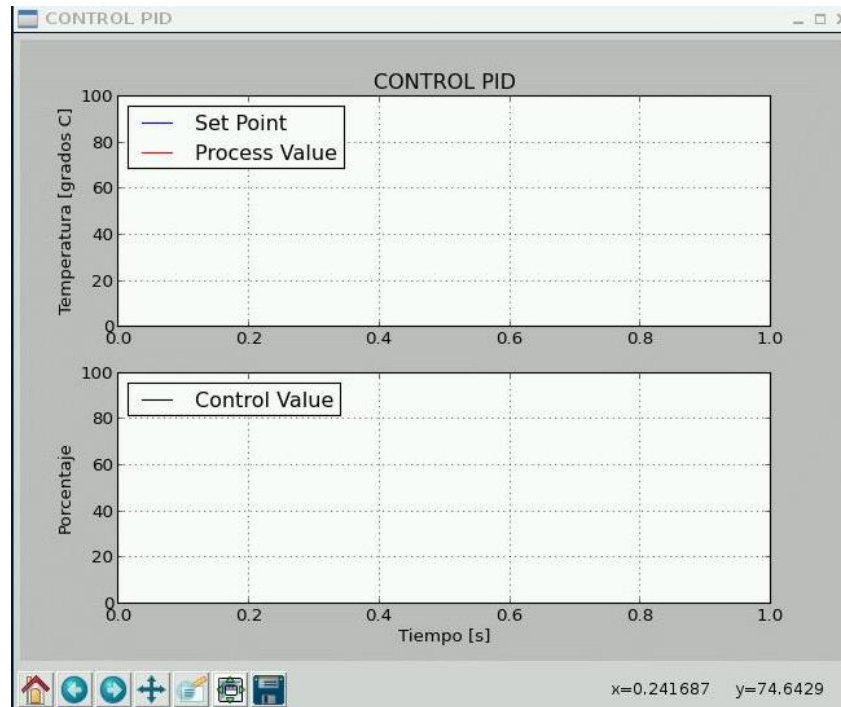 CONTROL PID
CONTROL PID
100
80
60
40
20
0
Temperatura [grados C]
Set Point
Process Value
0.0 0.2 0.4 0.6 0.8 1.0
100
80
60
40
20
0
Porcentaje
Control Value
0.0 0.2 0.4 0.6 0.8 1.0
Tiempo [s]
x=0.241687 y=74.6429